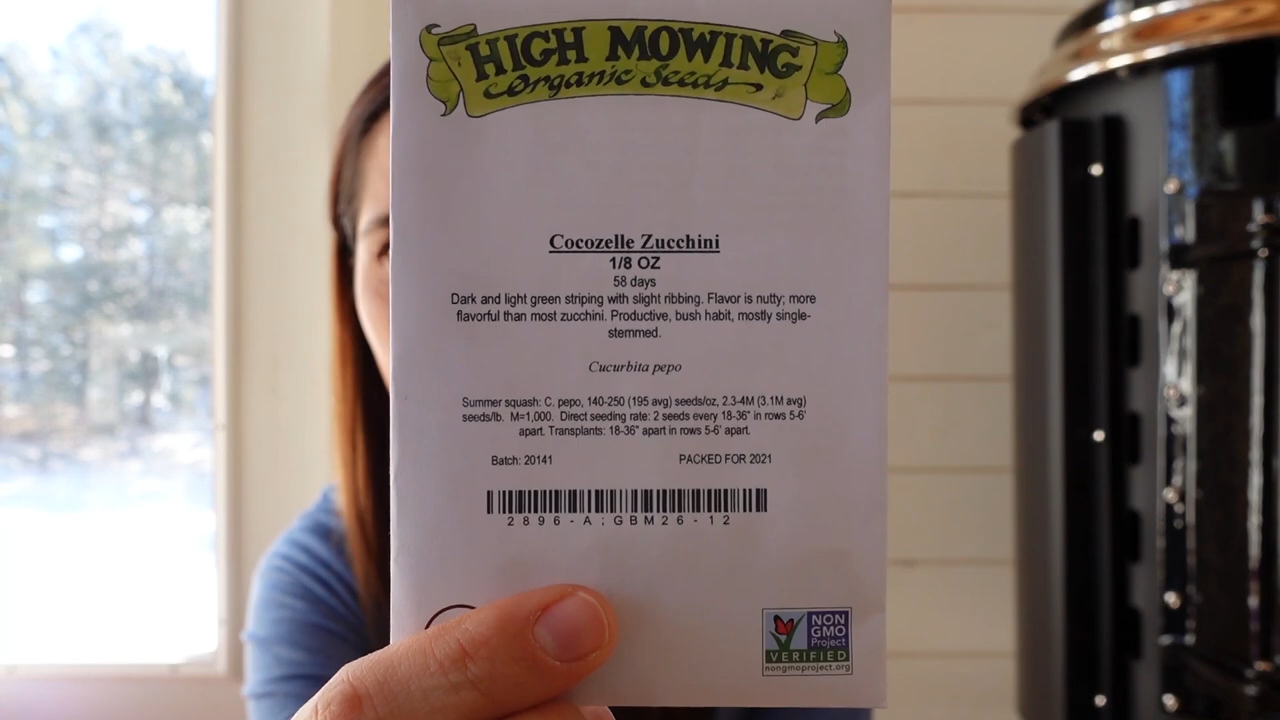 HIGH MOWING
Organic Seeds
Cocozelle Zucchini
1/8 OZ
58 days
Dark and light green striping with slight ribbing. Flavor is nutty; more
flavorful than most zucchini. Productive, bush habit, mostly single-
stemmed.
Cucurbita pepo
Summer squash: C. pepo, 140-250 (195 avg) seeds/oz, 2.3-4M (3.1M avg)
seeds/lb. M=1,000. Direct seeding rate: 2 seeds every 18-36" in rows 5-6'
apart. Transplants: 18-36" apart in rows 5-6' apart.
Batch: 20141 PACKED FOR 2021
2896-A;GBM26-12
NON
GMO
Project
VERIFIED
nongmoproject.org